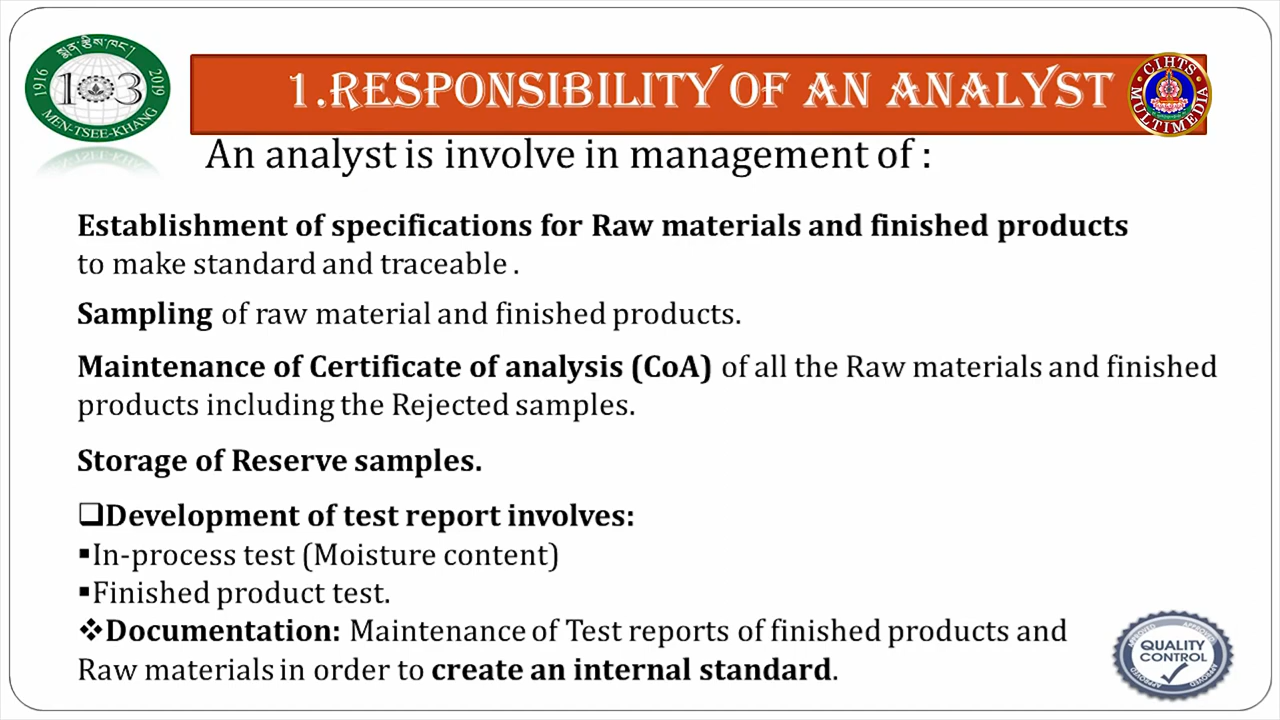 སྨན་རྩིས་ཁང་།
1916
103
2019
MEN-TSEE-KHANG
1.RESPONSIBILITY OF AN ANALYST
CIHTS
MULTIMEDIA
An analyst is involve in management of :
Establishment of specifications for Raw materials and finished products
to make standard and traceable .
Sampling of raw material and finished products.
Maintenance of Certificate of analysis (CoA) of all the Raw materials and finished
products including the Rejected samples.
Storage of Reserve samples.
❑Development of test report involves:
▪In-process test (Moisture content)
▪Finished product test.
❖Documentation: Maintenance of Test reports of finished products and
Raw materials in order to create an internal standard.
APPROVED
QUALITY
CONTROL
APPROVED